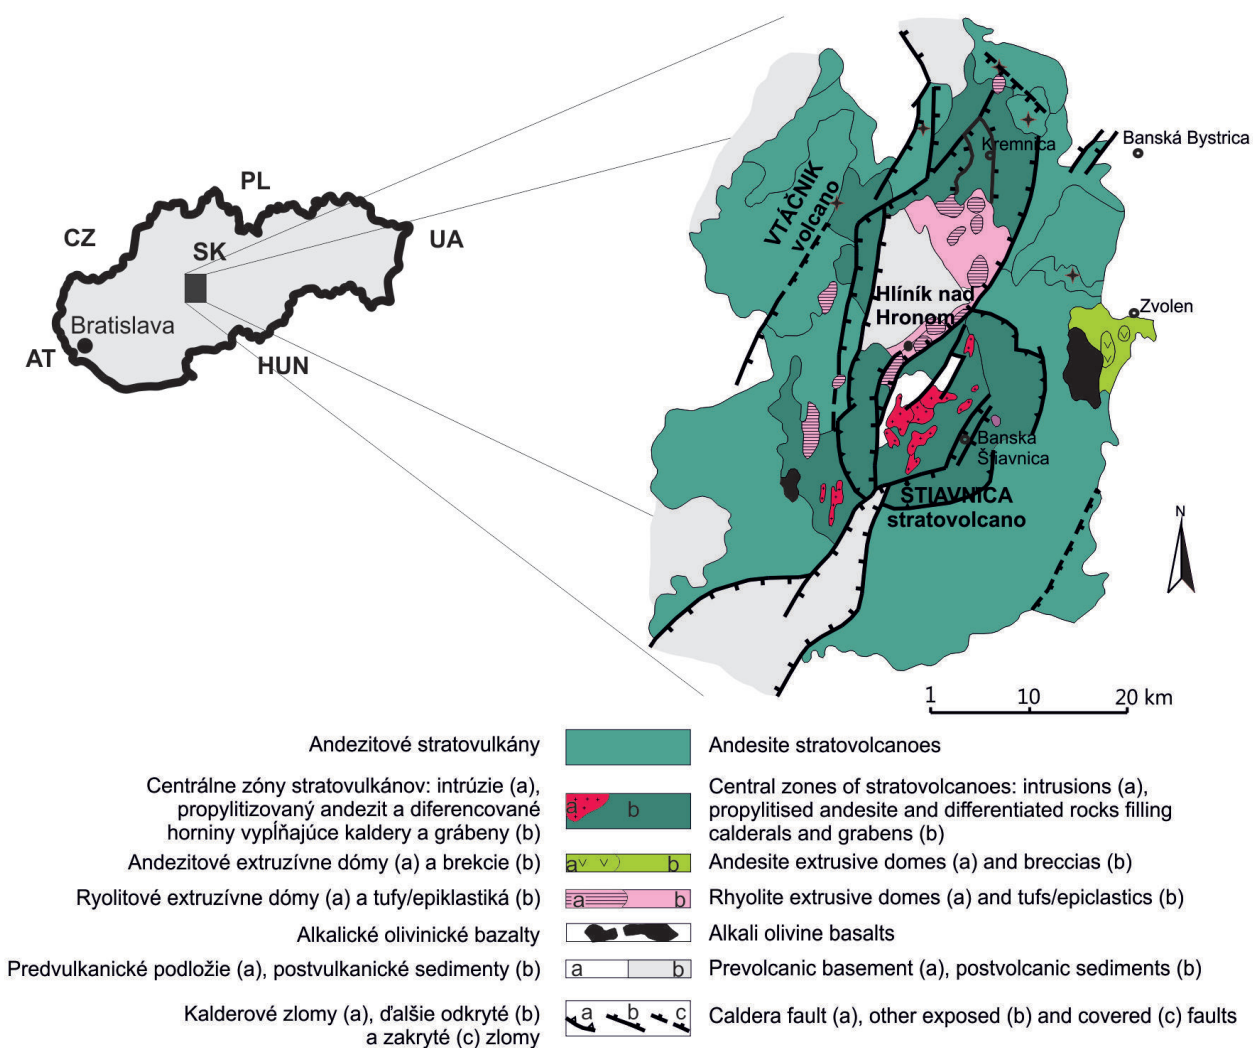 PL
CZ
SK
UA
Bratislava
AT
HUN
Banská Bystrica
Kremnica
VTÁČNIK
volcano
Hliník nad
Hronom
Zvolen
Banská
Štiavnica
ŠTIAVNICA
stratovolcano
N
1 10 20 km
Andezitové stratovulkány
Andesite stratovolcanoes
Centrálne zóny stratovulkánov: intrúzie (a),
propylitizovaný andezit a diferencované
horniny vypĺňajúce kaldery a grábeny (b)
a b
Central zones of stratovolcanoes: intrusions (a),
propylitised andesite and differentiated rocks filling
calderals and grabens (b)
Andezitové extruzívne dómy (a) a brekcie (b)
a b
Andesite extrusive domes (a) and breccias (b)
Ryolitové extruzívne dómy (a) a tufy/epiklastiká (b)
a b
Rhyolite extrusive domes (a) and tufs/epiclastics (b)
Alkalické olivinické bazalty
Alkali olivine basalts
Predvulkanické podložie (a), postvulkanické sedimenty (b)
a b
Prevolcanic basement (a), postvolcanic sediments (b)
Kalderové zlomy (a), ďalšie odkryté (b)
a zakryté (c) zlomy
a b c
Caldera fault (a), other exposed (b) and covered (c) faults